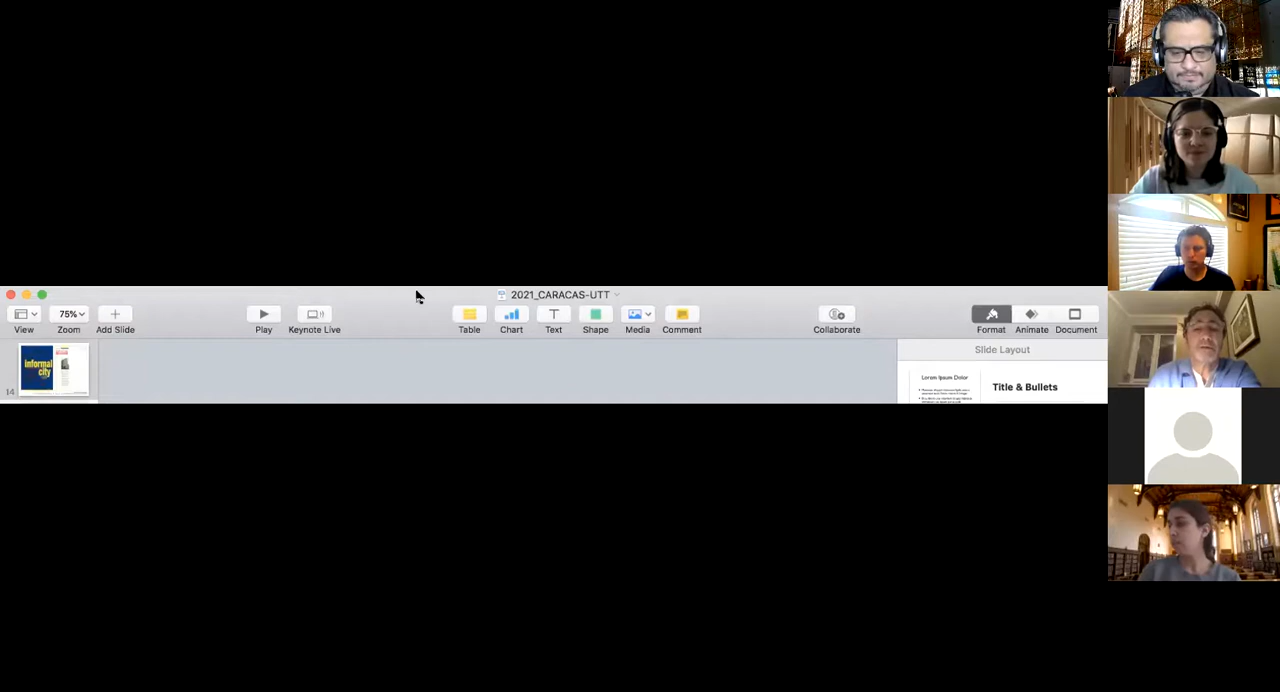 2021_CARACAS-UTT
75%
View
Zoom
Add Slide
Play
Keynote Live
Table
Chart
Text
Shape
Media
Comment
Collaborate
Format
Animate
Document
Slide Layout
informal
city
14
Lorem Ipsum Dolor
Title & Bullets